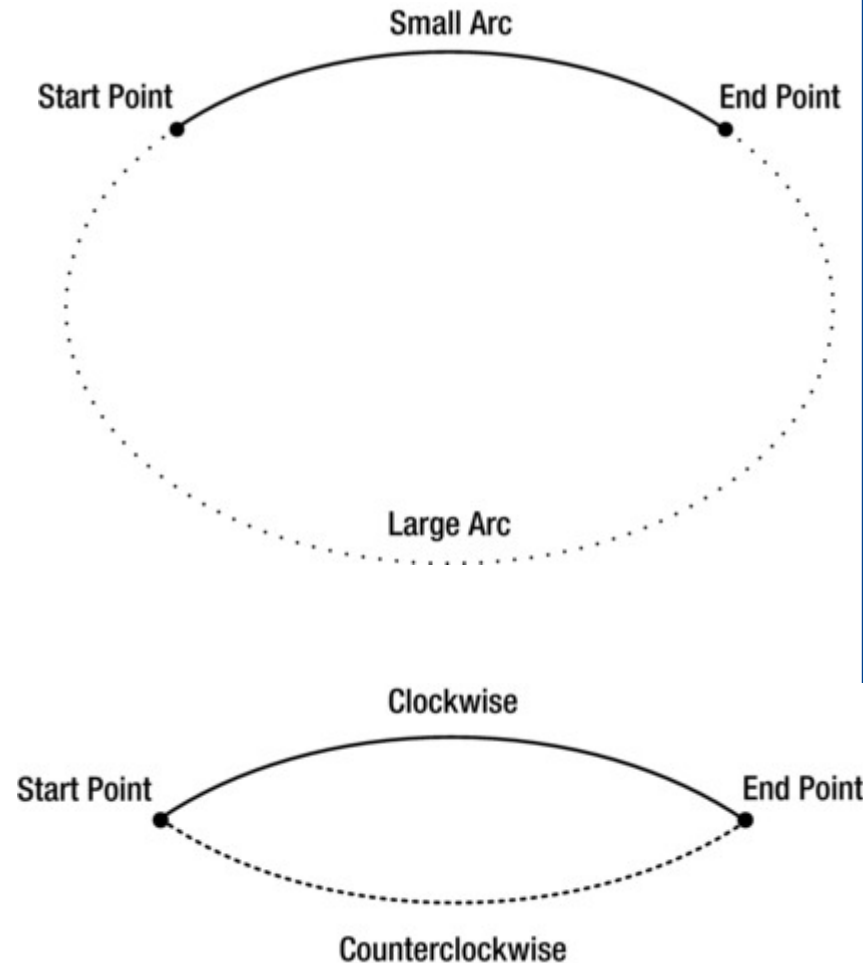 Small Arc
Start Point
End Point
Large Arc
Clockwise
Start Point
End Point
Counterclockwise